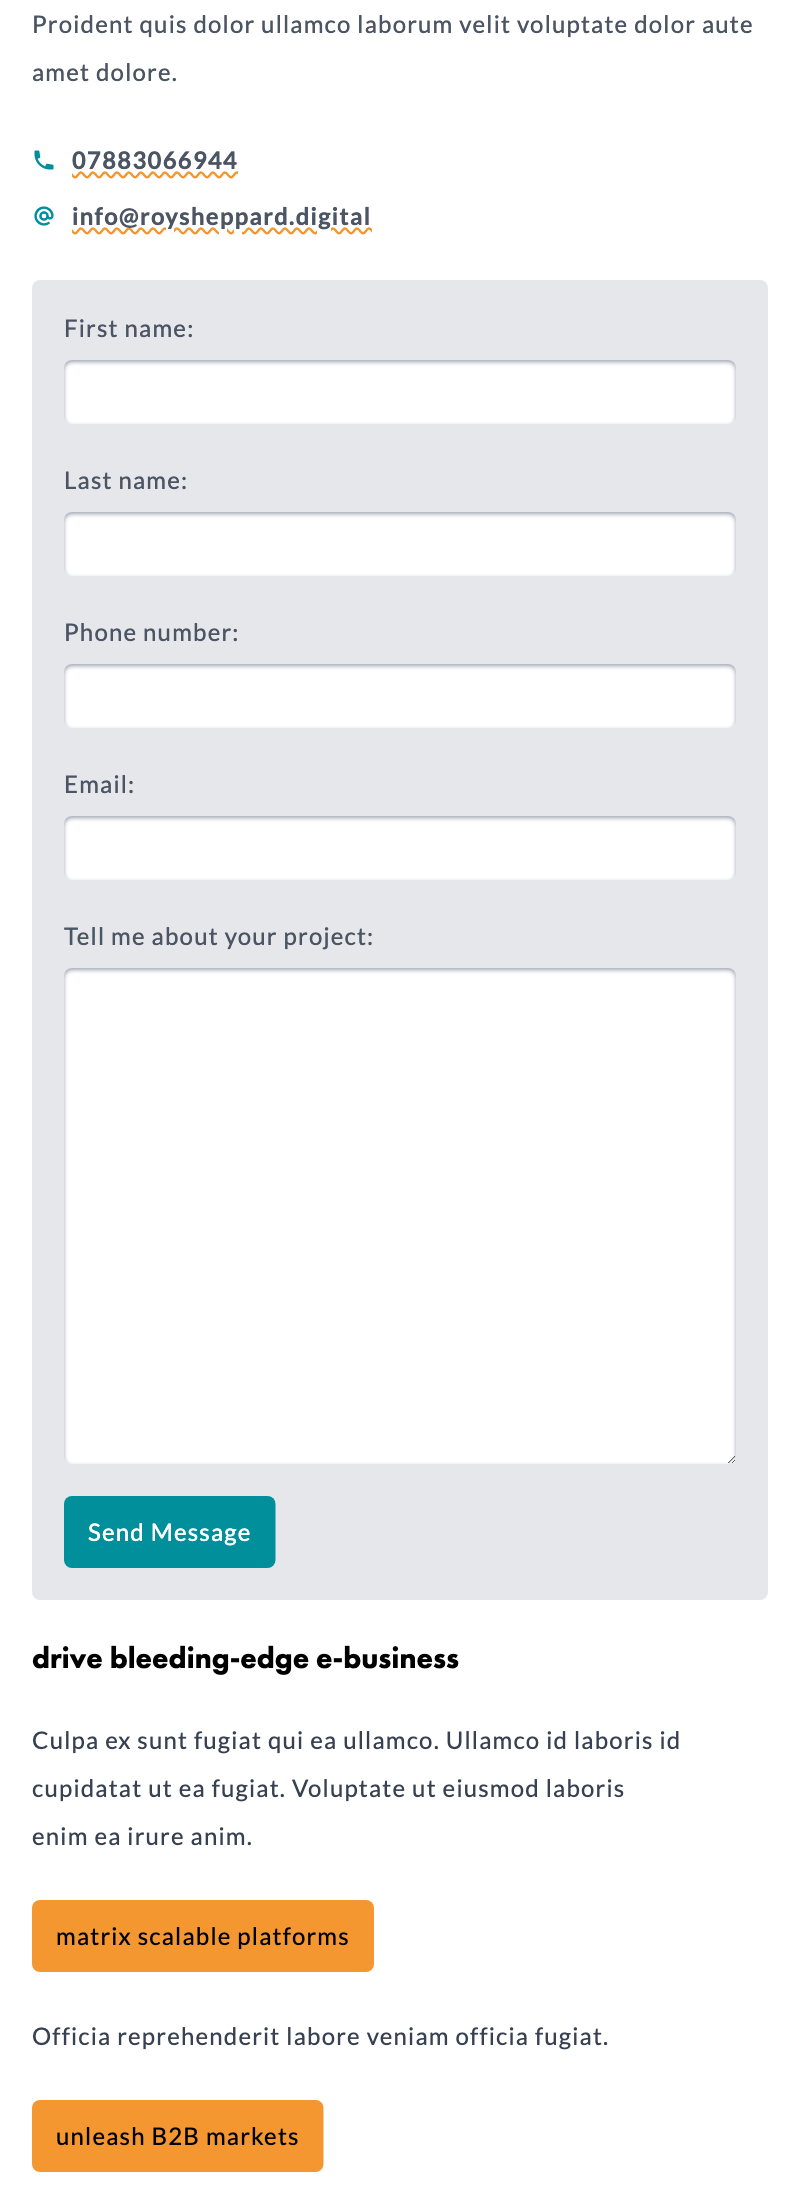 Proident quis dolor ullamco laborum velit voluptate dolor aute
amet dolore.
07883066944
info@roysheppard.digital
First name:
Last name:
Phone number:
Email:
Tell me about your project:
Send Message
drive bleeding-edge e-business
Culpa ex sunt fugiat qui ea ullamco. Ullamco id laboris id
cupidatat ut ea fugiat. Voluptate ut eiusmod laboris
enim ea irure anim.
matrix scalable platforms
Officia reprehenderit labore veniam officia fugiat.
unleash B2B markets